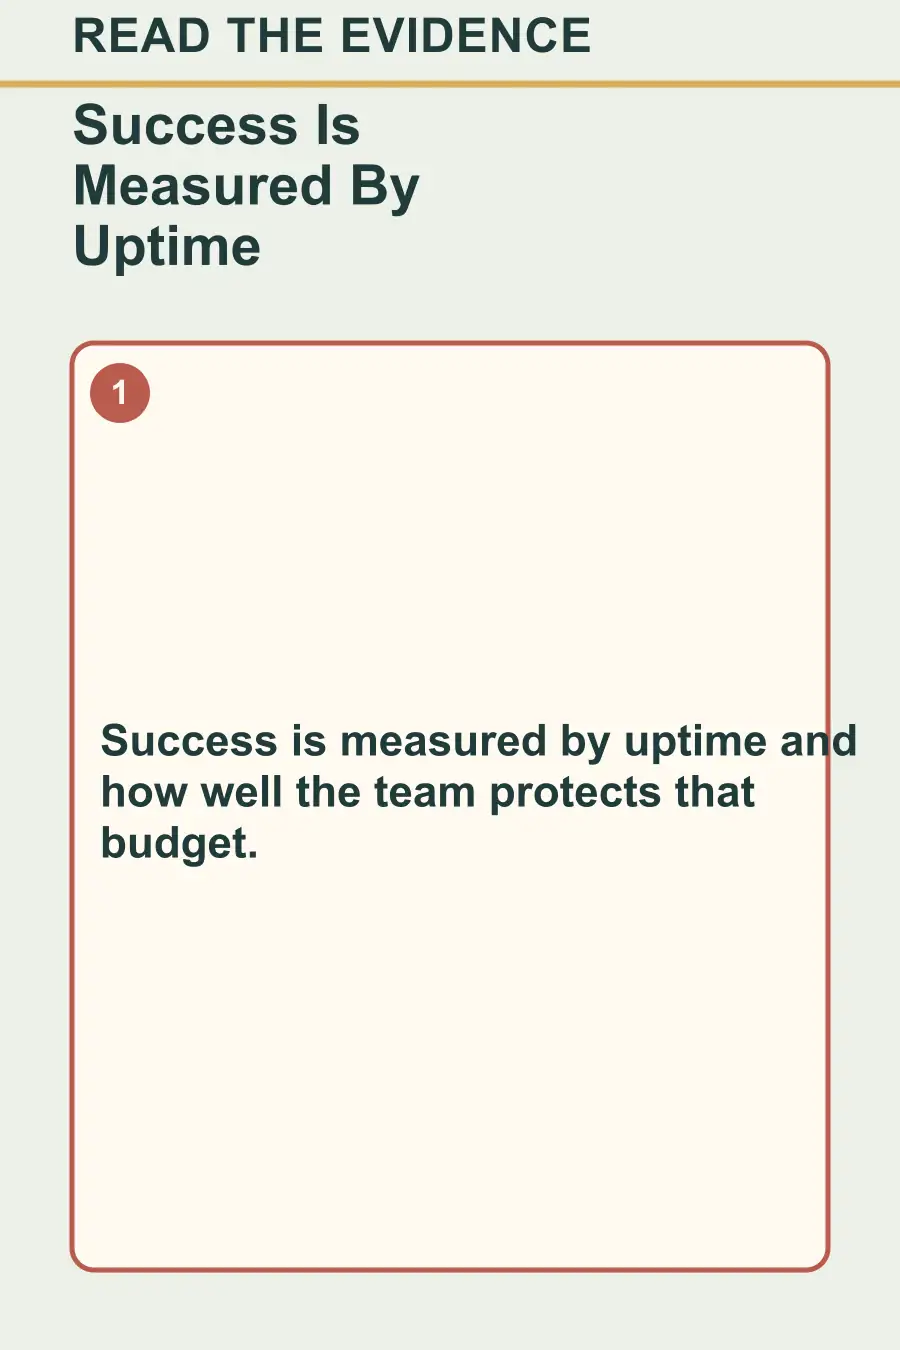 READ THE EVIDENCE
Success Is
Measured By
Uptime
1
Success is measured by uptime and
how well the team protects that
budget.